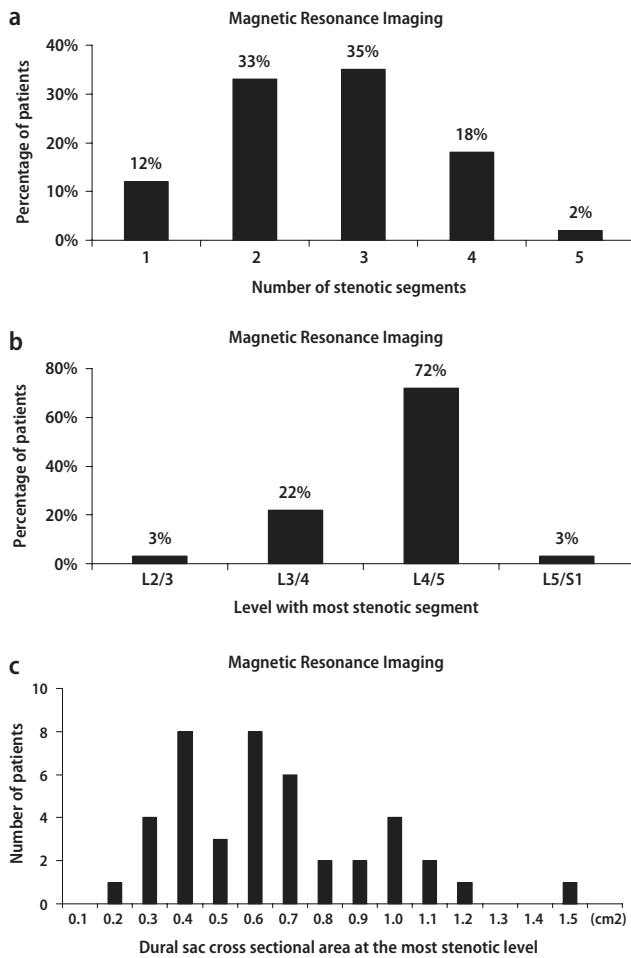 a
Magnetic Resonance Imaging
Percentage of patients
40%
30%
20%
10%
0%
12%
33%
35%
18%
2%
1 2 3 4 5
Number of stenotic segments
b
Magnetic Resonance Imaging
Percentage of patients
80%
60%
40%
20%
0%
3%
22%
72%
3%
L2/3 L3/4 L4/5 L5/S1
Level with most stenotic segment
c
Magnetic Resonance Imaging
Number of patients
10
8
6
4
2
0
0.1 0.2 0.3 0.4 0.5 0.6 0.7 0.8 0.9 1.0 1.1 1.2 1.3 1.4 1.5 (cm2)
Dural sac cross sectional area at the most stenotic level